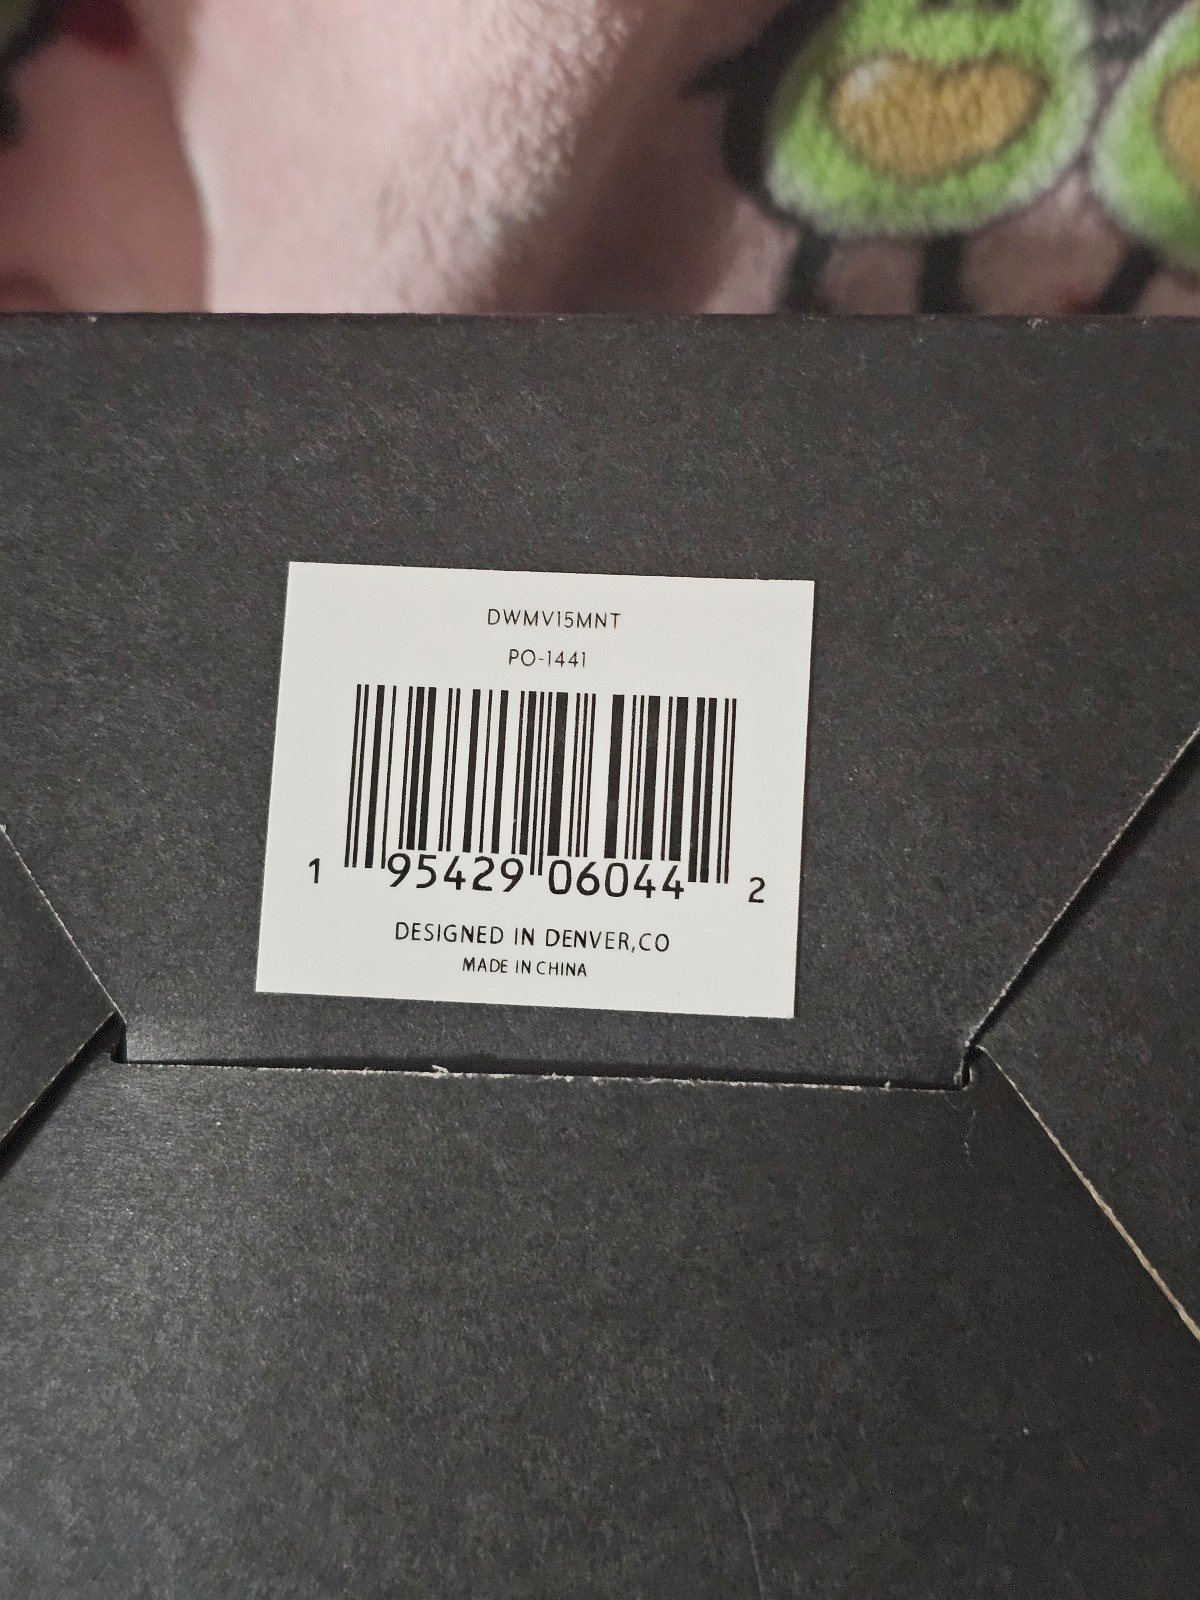 DWMV15MNT
PO-1441
1 95429 06044 2
DESIGNED IN DENVER,CO
MADE IN CHINA